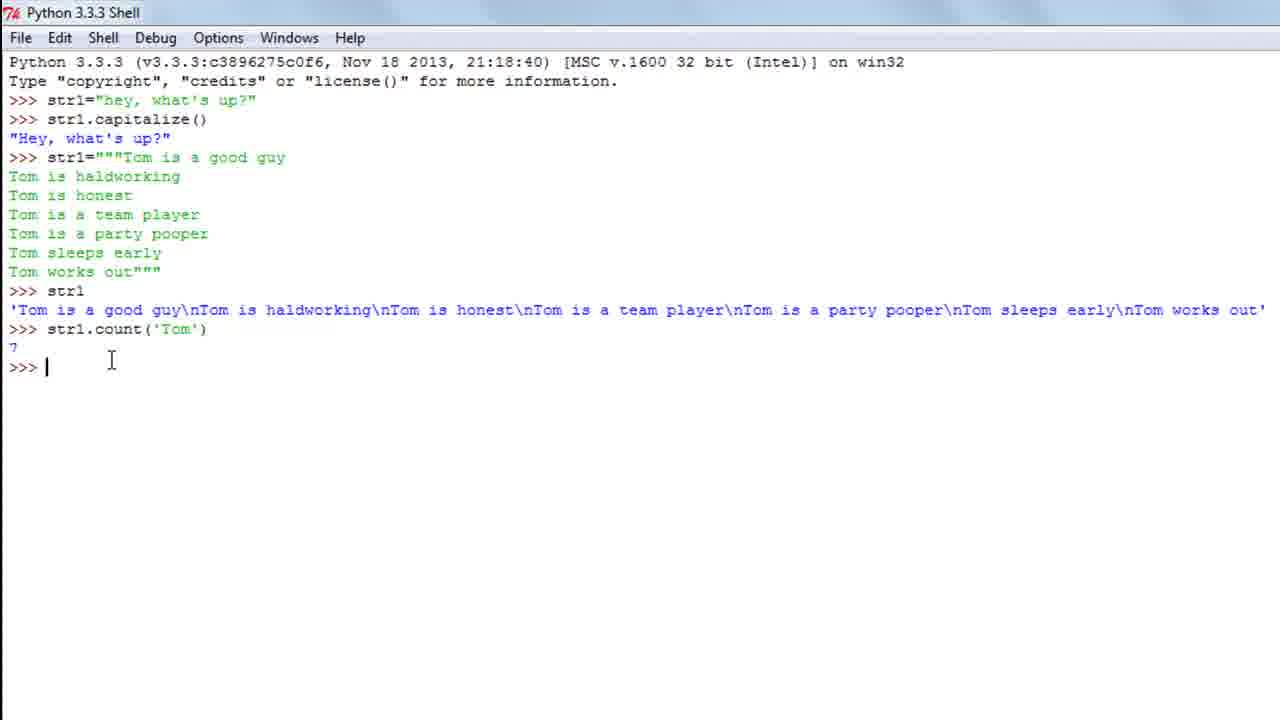 Python 3.3.3 Shell
File Edit Shell Debug Options Windows Help
Python 3.3.3 (v3.3.3:c3896275c0f6, Nov 18 2013, 21:18:40) [MSC v.1600 32 bit (Intel)] on win32
Type "copyright", "credits" or "license()" for more information.
>>> str1="hey, what's up?"
>>> str1.capitalize()
"Hey, what's up?"
>>> str1="""Tom is a good guy
Tom is haldworking
Tom is honest
Tom is a team player
Tom is a party pooper
Tom sleeps early
Tom works out"""
>>> str1
'Tom is a good guy\nTom is haldworking\nTom is honest\nTom is a team player\nTom is a party pooper\nTom sleeps early\nTom works out'
>>> str1.count('Tom')
7
>>>